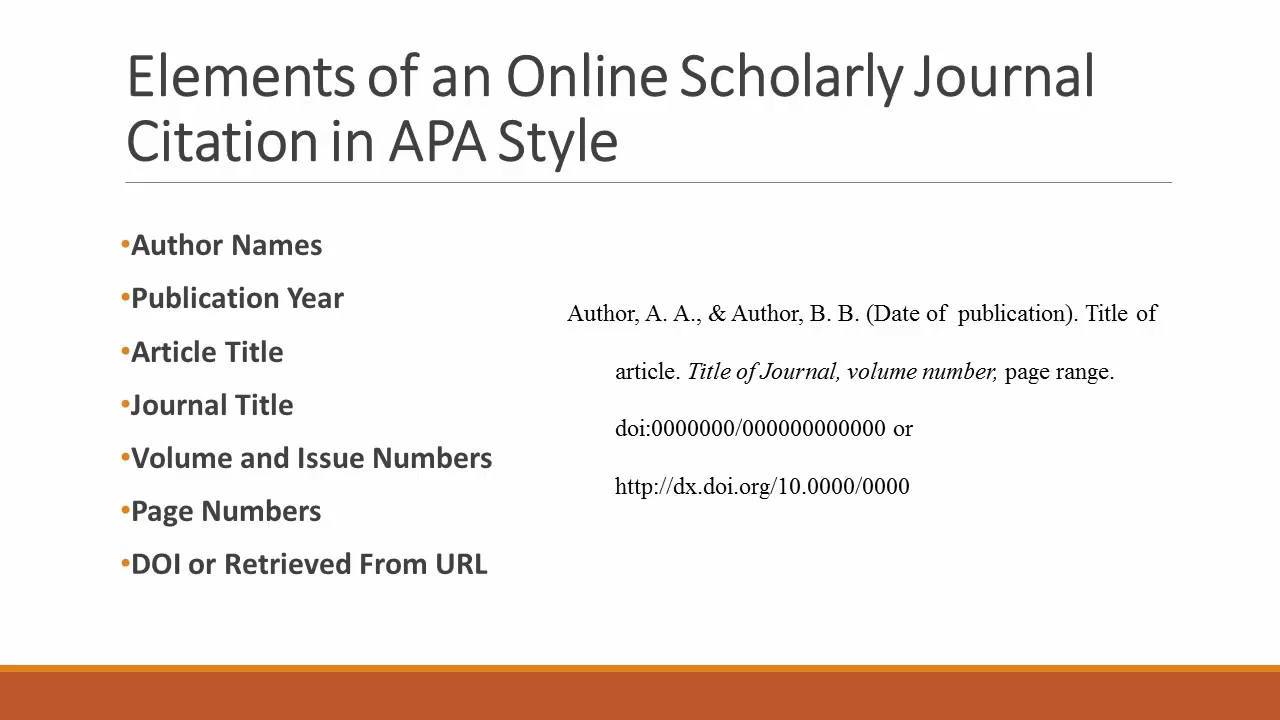 Elements of an Online Scholarly Journal
Citation in APA Style
•Author Names
•Publication Year
•Article Title
•Journal Title
•Volume and Issue Numbers
•Page Numbers
•DOI or Retrieved From URL
Author, A. A., & Author, B. B. (Date of publication). Title of
article. Title of Journal, volume number, page range.
doi:0000000/000000000000 or
http://dx.doi.org/10.0000/0000